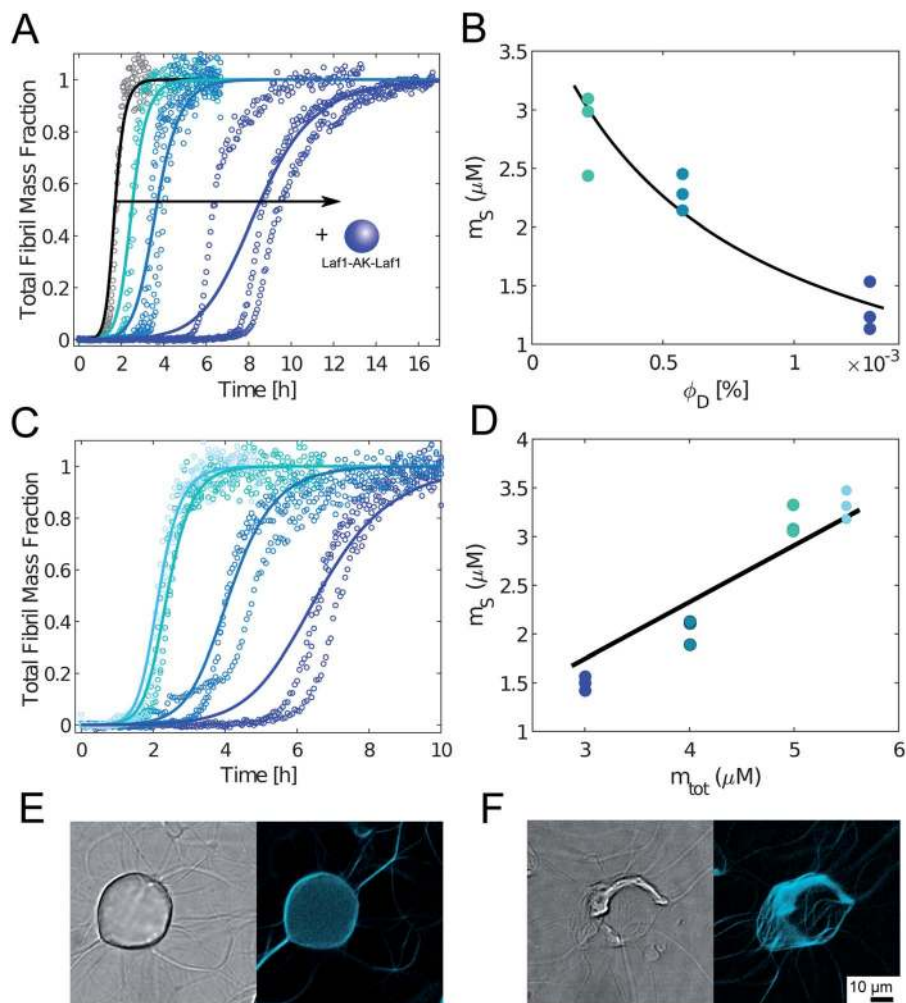 A
Total Fibril Mass Fraction
1
0.8
0.6
0.4
0.2
0
0 2 4 6 8 10 12 14 16
Time [h]
+
Laf1-AK-Laf1
B
m_S (μM)
3.5
3
2.5
2
1.5
1
0 0.5 1 ×10⁻³
ϕ_D [%]
C
Total Fibril Mass Fraction
1
0.8
0.6
0.4
0.2
0
0 2 4 6 8 10
Time [h]
D
m_S (μM)
4
3.5
3
2.5
2
1.5
1
3 4 5 6
m_tot (μM)
E
F
10 μm